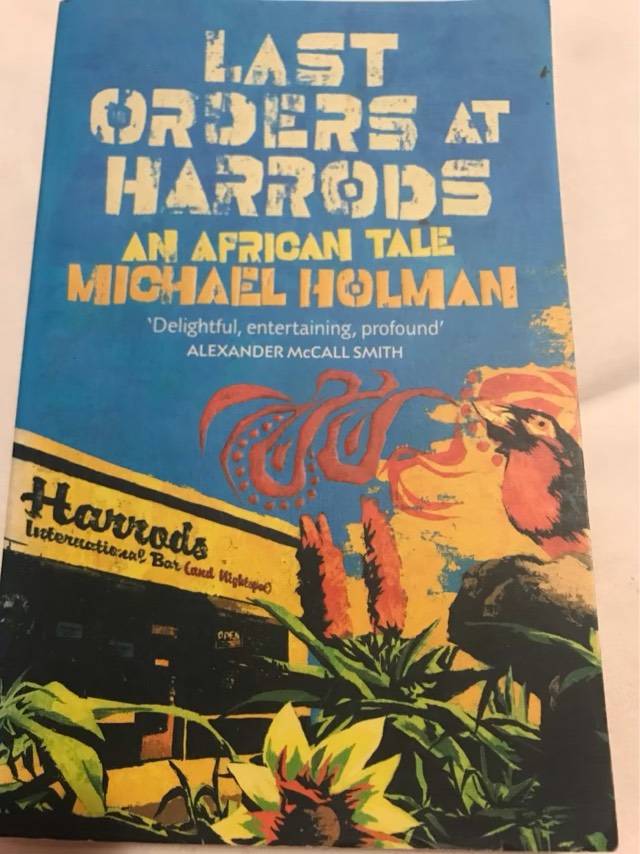 LAST
ORDERS AT
HARRODS
AN AFRICAN TALE
MICHAEL HOLMAN
‘Delightful, entertaining, profound’
ALEXANDER McCALL SMITH
Harrods
International Bar (and Nightspot)
OPEN